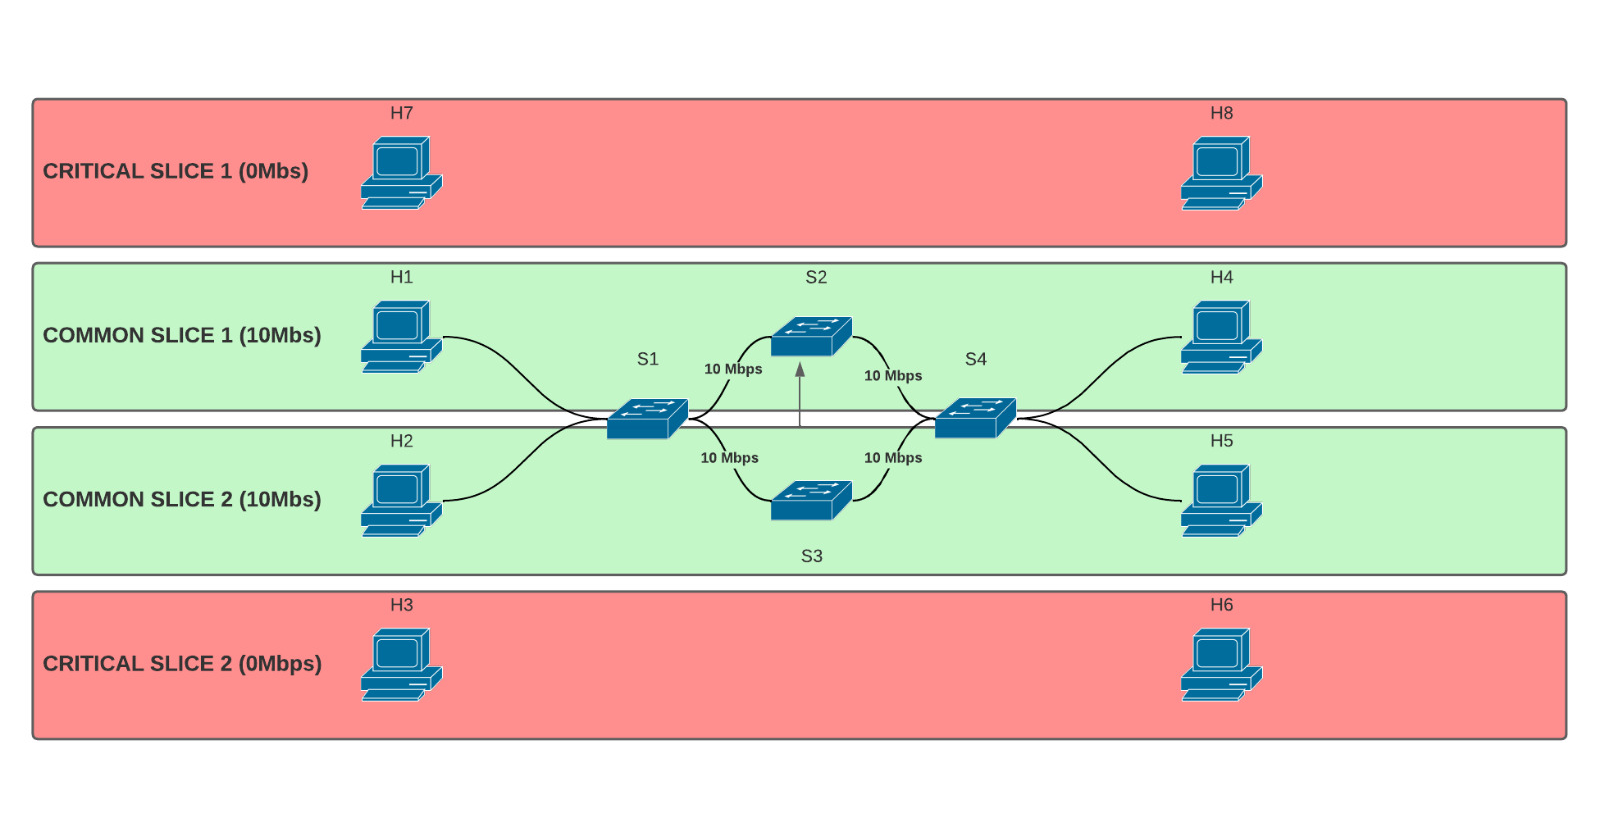 H7
H8
CRITICAL SLICE 1 (0Mbs)
H1
S2
H4
COMMON SLICE 1 (10Mbs)
S1
S4
10 Mbps
10 Mbps
H2
H5
10 Mbps
10 Mbps
COMMON SLICE 2 (10Mbs)
S3
H3
H6
CRITICAL SLICE 2 (0Mbps)